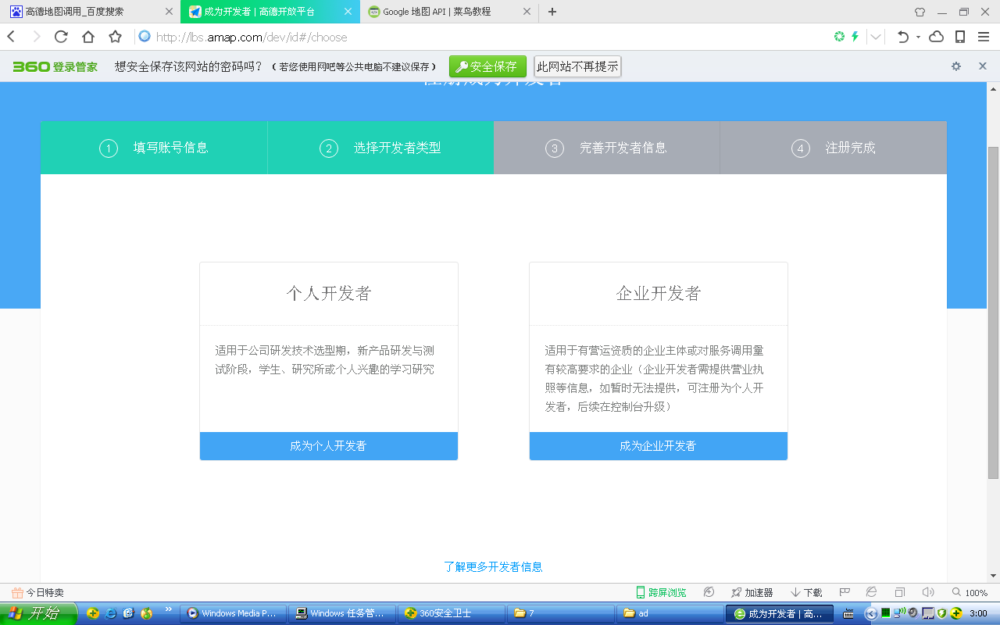 高德地图调用_百度搜索
成为开发者 | 高德开放平台
Google 地图 API | 菜鸟教程
http://lbs.amap.com/dev/id#/choose
360 登录管家
想安全保存该网站的密码吗？
（若您使用网吧等公共电脑不建议保存）
安全保存
此网站不再提示
注册成为开发者
1 填写账号信息
2 选择开发者类型
3 完善开发者信息
4 注册完成
个人开发者
适用于公司研发技术选型期，新产品研发与测
试阶段，学生、研究所或个人兴趣的学习研究
成为个人开发者
企业开发者
适用于有营运资质的企业主体或对服务调用量
有较高要求的企业（企业开发者需提供营业执
照等信息，如暂时无法提供，可注册为个人开
发者，后续在控制台升级）
成为企业开发者
了解更多开发者信息
今日特卖
跨屏浏览
加速器
下载
100%
开始
Windows Media P...
Windows 任务管...
360安全卫士
7
ad
成为开发者 | 高...
3:00